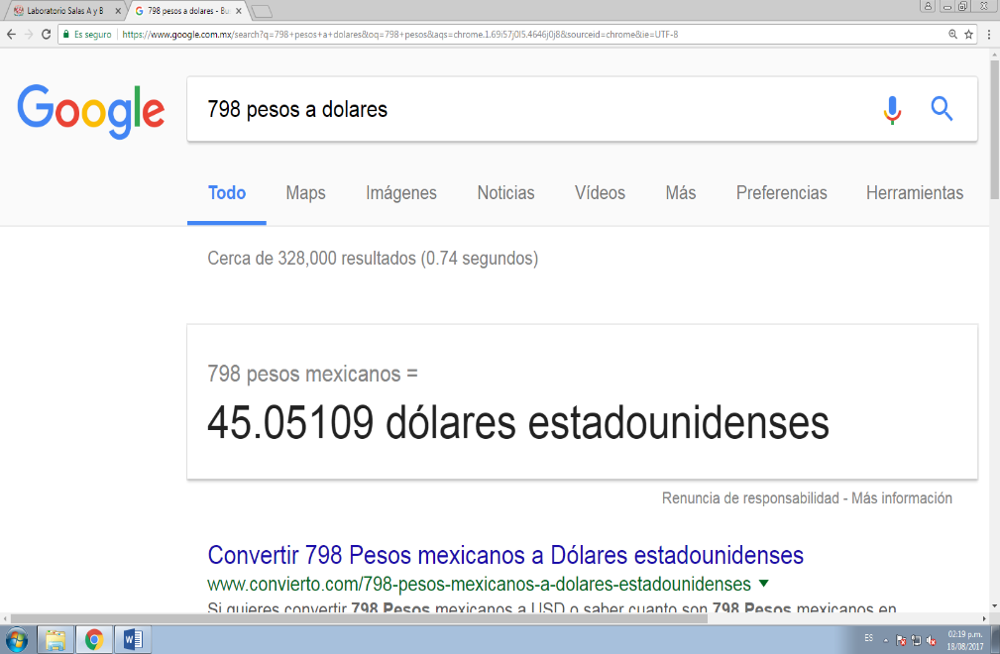 Laboratorio Salas A y B
798 pesos a dolares - Bu
Es seguro
https://www.google.com.mx/search?q=798+pesos+a+dolares&oq=798+pesos&aqs=chrome.1.69i57j0l5.4646j0j8&sourceid=chrome&ie=UTF-8
Google
798 pesos a dolares
Todo Maps Imágenes Noticias Vídeos Más Preferencias Herramientas
Cerca de 328,000 resultados (0.74 segundos)
798 pesos mexicanos =
45.05109 dólares estadounidenses
Renuncia de responsabilidad - Más información
Convertir 798 Pesos mexicanos a Dólares estadounidenses
www.convierto.com/798-pesos-mexicanos-a-dolares-estadounidenses
Si quieres convertir 798 Pesos mexicanos a USD o saber cuanto son 798 Pesos mexicanos en
ES
02:19 p.m.
18/08/2017